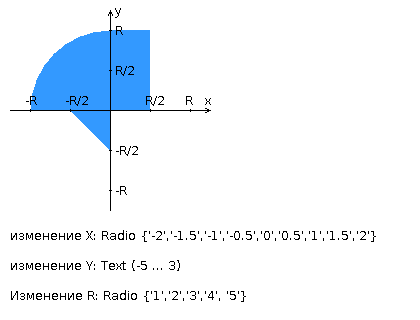 y
R
R/2
-R -R/2 R/2 R x
-R/2
-R
изменение X: Radio {'-2','-1.5','-1','-0.5','0','0.5','1','1.5','2'}
изменение Y: Text (-5 ... 3)
Изменение R: Radio {'1','2','3','4', '5'}